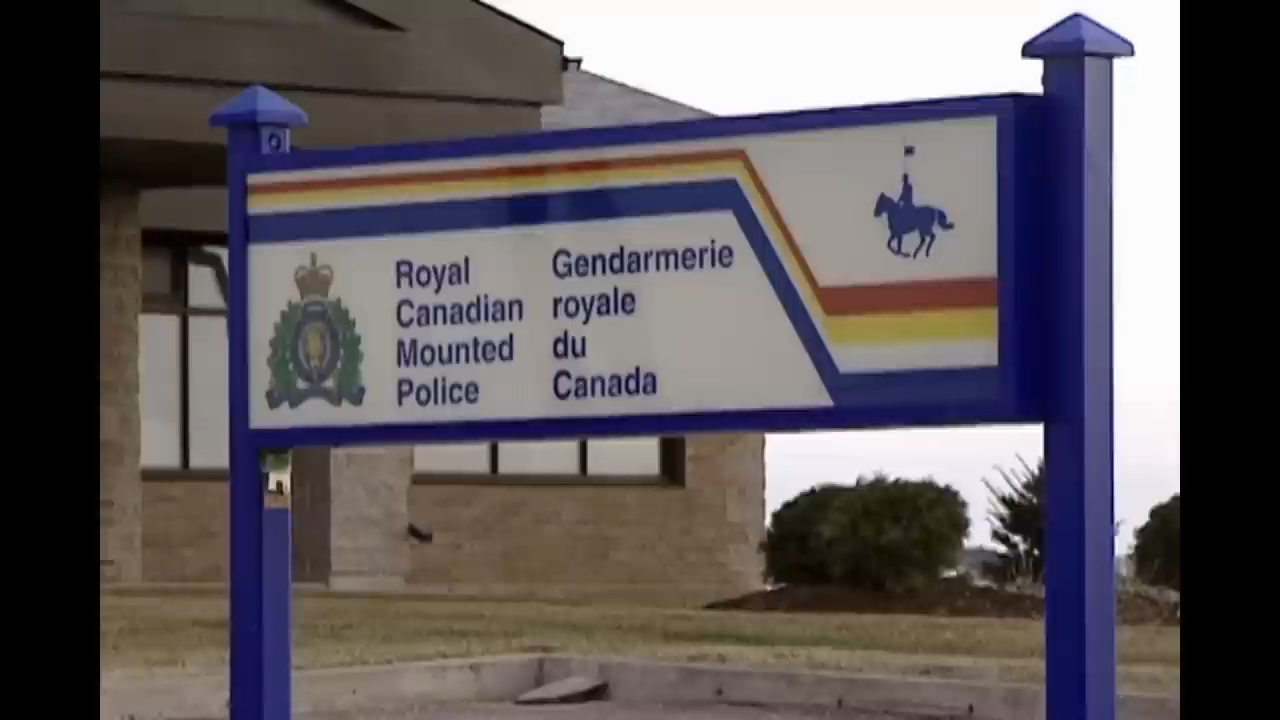 Royal
Canadian
Mounted
Police
Gendarmerie
royale
du
Canada